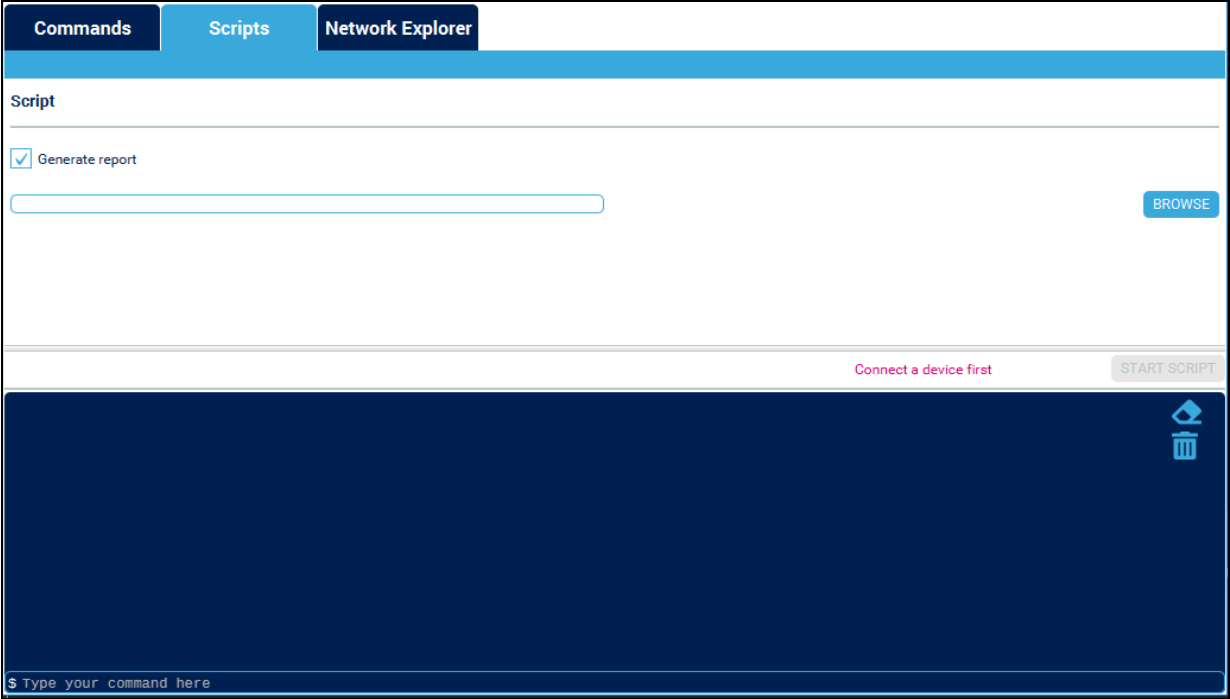 Commands Scripts Network Explorer
Script
Generate report
BROWSE
Connect a device first START SCRIPT
$ Type your command here